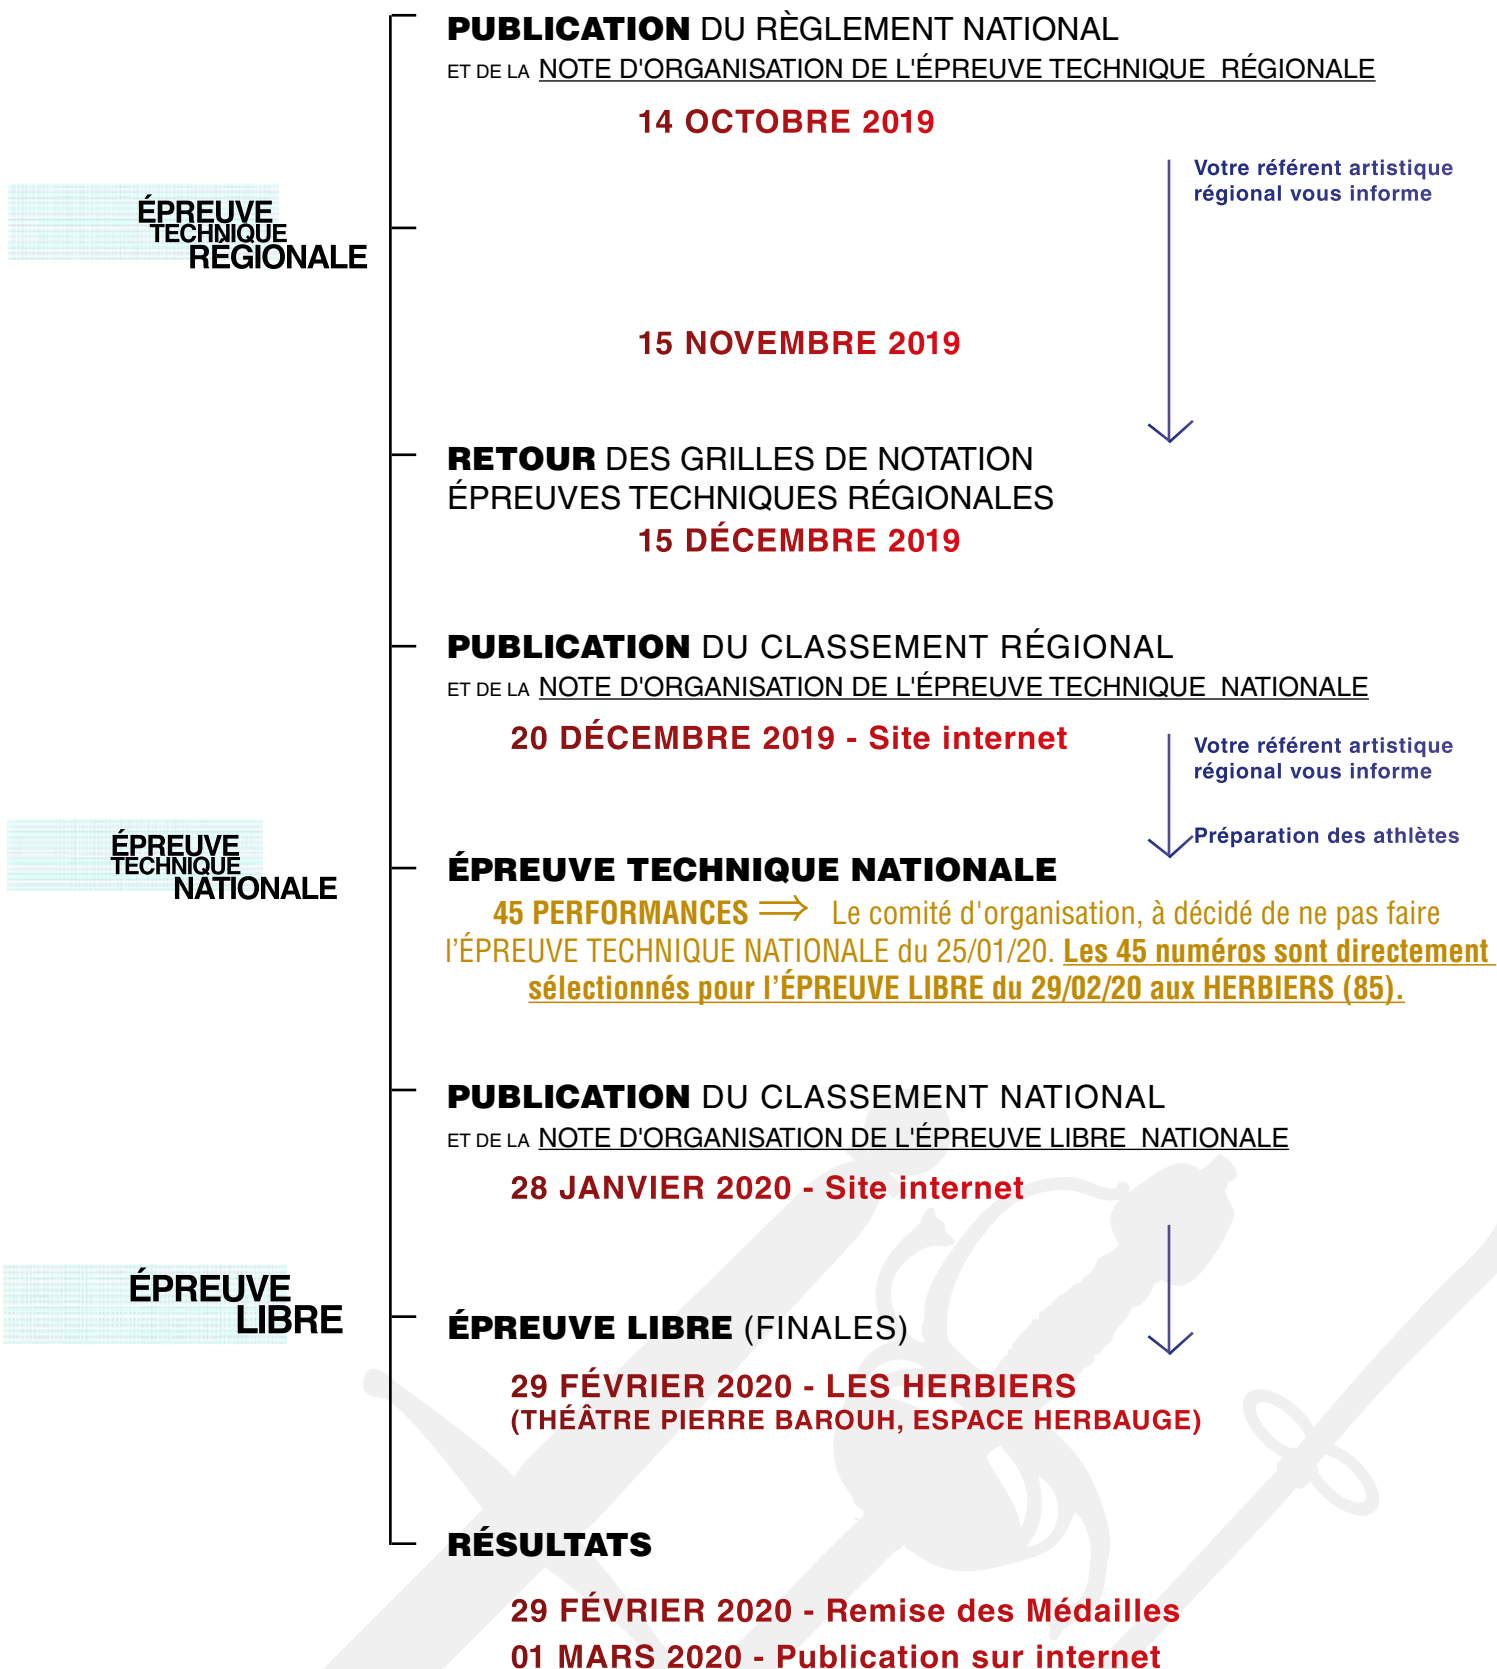 PUBLICATION DU RÈGLEMENT NATIONAL
ET DE LA NOTE D'ORGANISATION DE L'ÉPREUVE TECHNIQUE RÉGIONALE
14 OCTOBRE 2019
Votre référent artistique
régional vous informe
ÉPREUVE
TECHNIQUE
RÉGIONALE
15 NOVEMBRE 2019
RETOUR DES GRILLES DE NOTATION
ÉPREUVES TECHNIQUES RÉGIONALES
15 DÉCEMBRE 2019
PUBLICATION DU CLASSEMENT RÉGIONAL
ET DE LA NOTE D'ORGANISATION DE L'ÉPREUVE TECHNIQUE NATIONALE
20 DÉCEMBRE 2019 - Site internet
Votre référent artistique
régional vous informe
Préparation des athlètes
ÉPREUVE
TECHNIQUE
NATIONALE
ÉPREUVE TECHNIQUE NATIONALE
45 PERFORMANCES ⇒ Le comité d'organisation, à décidé de ne pas faire
l'ÉPREUVE TECHNIQUE NATIONALE du 25/01/20. Les 45 numéros sont directement
sélectionnés pour l'ÉPREUVE LIBRE du 29/02/20 aux HERBIERS (85).
PUBLICATION DU CLASSEMENT NATIONAL
ET DE LA NOTE D'ORGANISATION DE L'ÉPREUVE LIBRE NATIONALE
28 JANVIER 2020 - Site internet
ÉPREUVE
LIBRE
ÉPREUVE LIBRE (FINALES)
29 FÉVRIER 2020 - LES HERBIERS
(THÉÂTRE PIERRE BAROUH, ESPACE HERBAUGE)
RÉSULTATS
29 FÉVRIER 2020 - Remise des Médailles
01 MARS 2020 - Publication sur internet